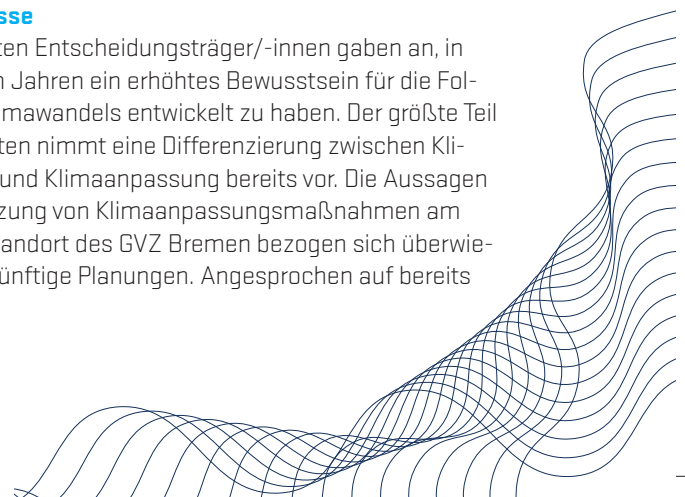 sse
ten Entscheidungsträger/-innen gaben an, in
n Jahren ein erhöhtes Bewusstsein für die Fol-
mawandels entwickelt zu haben. Der größte Teil
ten nimmt eine Differenzierung zwischen Kli-
und Klimaanpassung bereits vor. Die Aussagen
zung von Klimaanpassungsmaßnahmen am
tandort des GVZ Bremen bezogen sich überwie-
ünftige Planungen. Angesprochen auf bereits